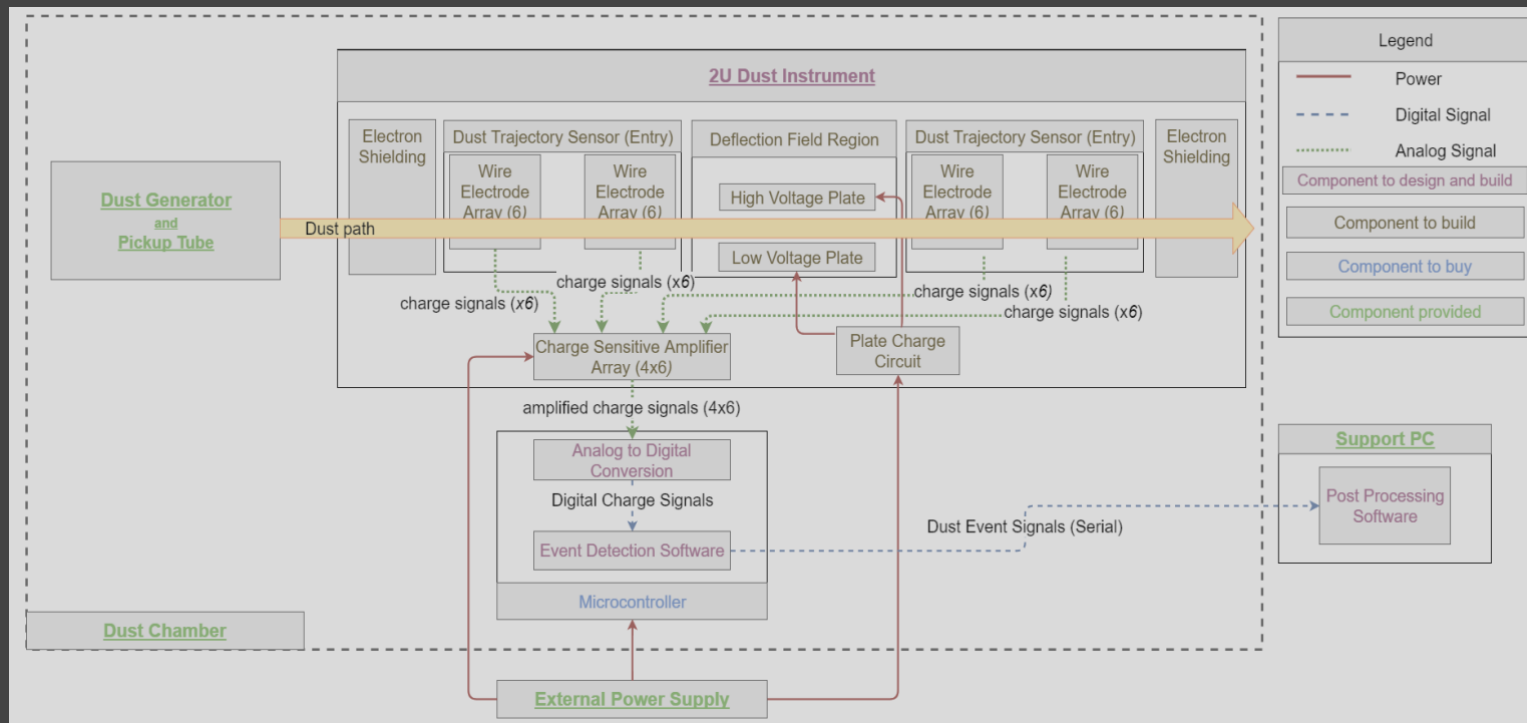 2U Dust Instrument
Electron
Shielding
Dust Trajectory Sensor (Entry)
Wire
Electrode
Array (6)
Wire
Electrode
Array (6)
Deflection Field Region
High Voltage Plate
Low Voltage Plate
Dust Trajectory Sensor (Entry)
Wire
Electrode
Array (6)
Wire
Electrode
Array (6)
Electron
Shielding
Dust Generator
and
Pickup Tube
Dust path
charge signals (x6)
charge signals (x6)
charge signals (x6)
charge signals (x6)
Charge Sensitive Amplifier
Array (4x6)
Plate Charge
Circuit
amplified charge signals (4x6)
Analog to Digital
Conversion
Digital Charge Signals
Event Detection Software
Microcontroller
Dust Event Signals (Serial)
Dust Chamber
External Power Supply
Legend
Power
Digital Signal
Analog Signal
Component to design and build
Component to build
Component to buy
Component provided
Support PC
Post Processing
Software